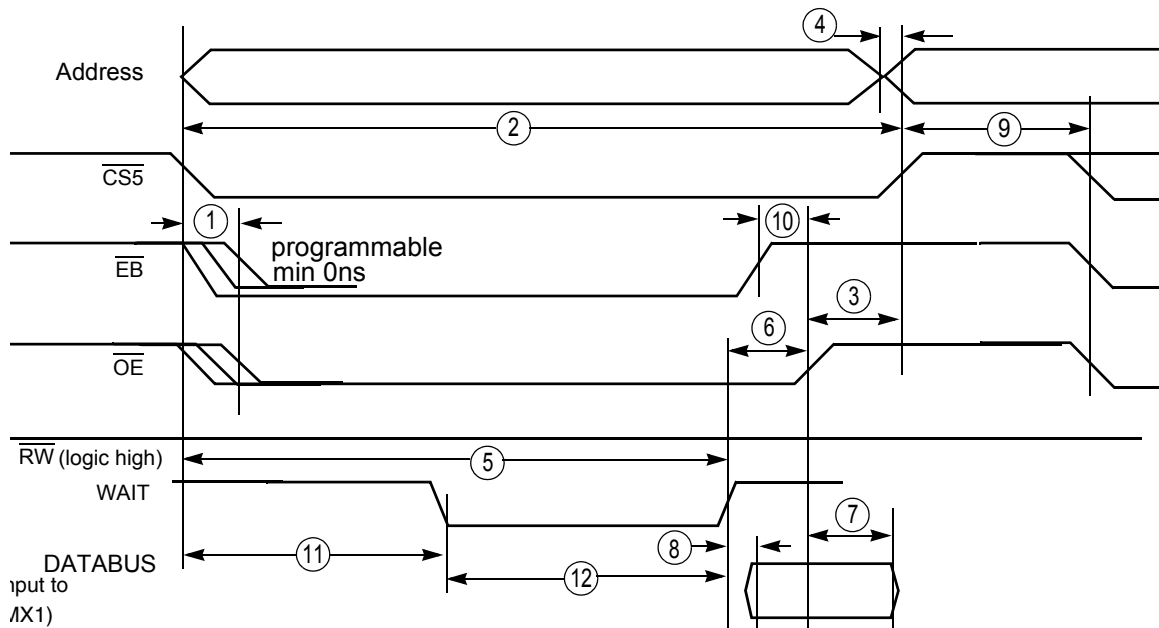 4
Address
2
9
CS5
1
10
programmable
min 0ns
EB
3
6
OE
RW (logic high)
5
WAIT
7
8
11
DATABUS
12
nput to
MX1)